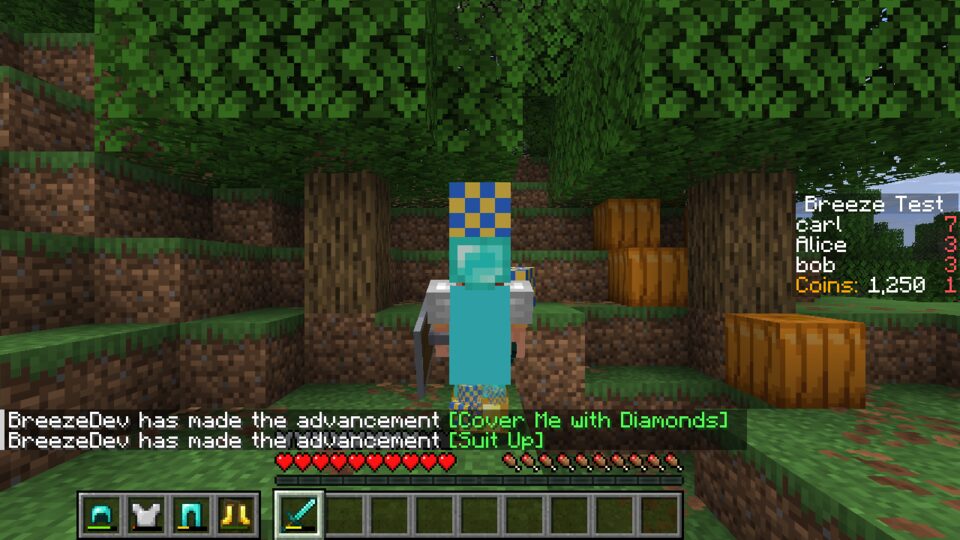 Breeze Test
carl 7
Alice 3
bob 3
Coins: 1,250 1
BreezeDev has made the advancement [Cover Me with Diamonds]
BreezeDev has made the advancement [Suit Up]